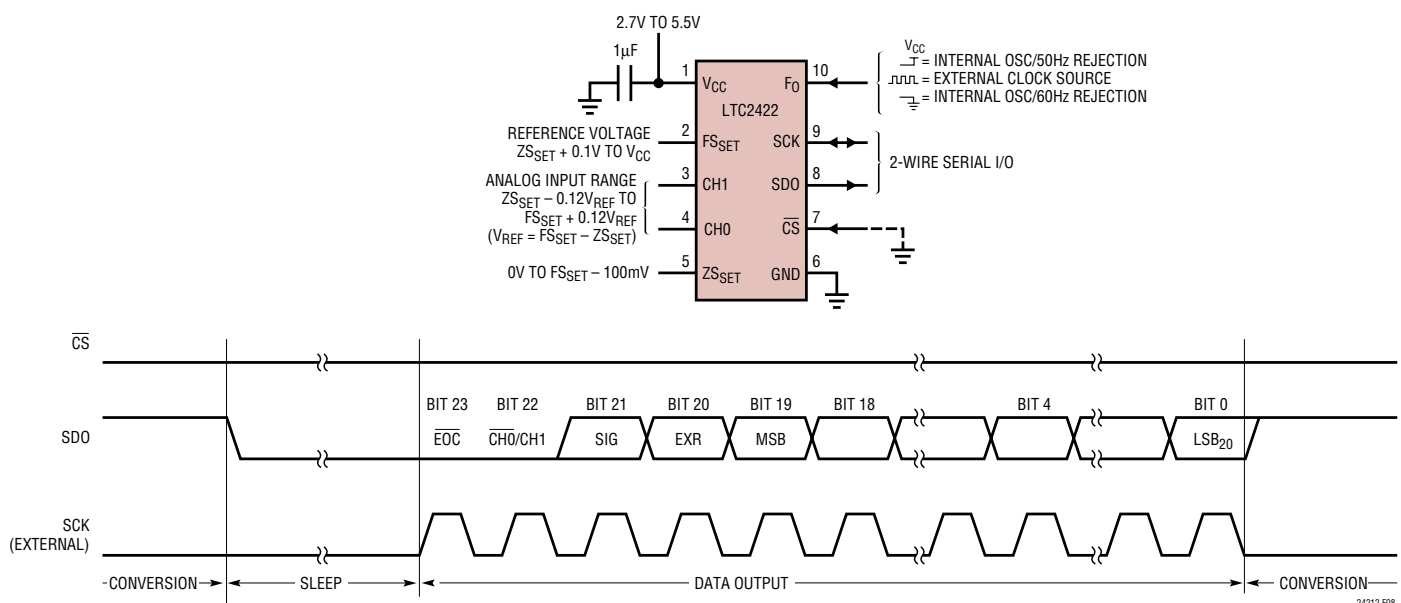 2.7V TO 5.5V
1µF
VCC
= INTERNAL OSC/50Hz REJECTION
= EXTERNAL CLOCK SOURCE
= INTERNAL OSC/60Hz REJECTION
1
VCC
FO
10
LTC2422
REFERENCE VOLTAGE
ZSSET + 0.1V TO VCC
2
FSSET
SCK
9
2-WIRE SERIAL I/O
ANALOG INPUT RANGE
ZSSET – 0.12VREF TO
FSSET + 0.12VREF
(VREF = FSSET – ZSSET)
3
CH1
SDO
8
4
CH0
CS
7
0V TO FSSET – 100mV
5
ZSSET
GND
6
CS
SDO
BIT 23 BIT 22 BIT 21 BIT 20 BIT 19 BIT 18 BIT 4 BIT 0
EOC CH0/CH1 SIG EXR MSB LSB20
SCK
(EXTERNAL)
CONVERSION SLEEP DATA OUTPUT CONVERSION
24212 F08